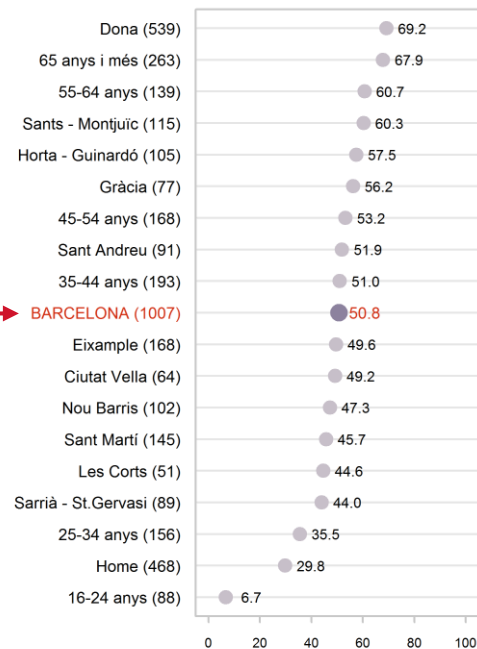 Dona (539) 69.2
65 anys i més (263) 67.9
55-64 anys (139) 60.7
Sants - Montjuïc (115) 60.3
Horta - Guinardó (105) 57.5
Gràcia (77) 56.2
45-54 anys (168) 53.2
Sant Andreu (91) 51.9
35-44 anys (193) 51.0
BARCELONA (1007) 50.8
Eixample (168) 49.6
Ciutat Vella (64) 49.2
Nou Barris (102) 47.3
Sant Martí (145) 45.7
Les Corts (51) 44.6
Sarrià - St.Gervasi (89) 44.0
25-34 anys (156) 35.5
Home (468) 29.8
16-24 anys (88) 6.7
0 20 40 60 80 100